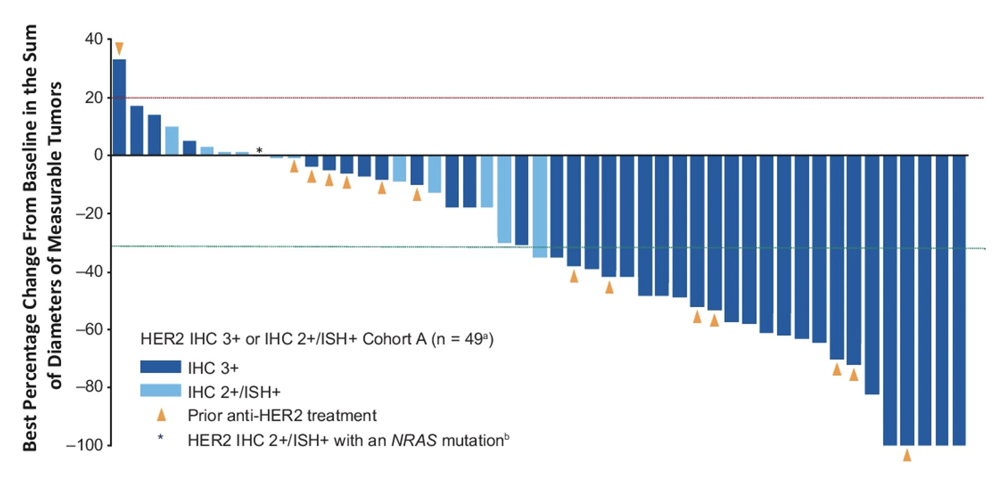 Best Percentage Change From Baseline in the Sum
of Diameters of Measurable Tumors
40
20
0
–20
–40
–60
–80
–100
*
HER2 IHC 3+ or IHC 2+/ISH+ Cohort A (n = 49ᵃ)
IHC 3+
IHC 2+/ISH+
Prior anti-HER2 treatment
* HER2 IHC 2+/ISH+ with an NRAS mutationᵇ